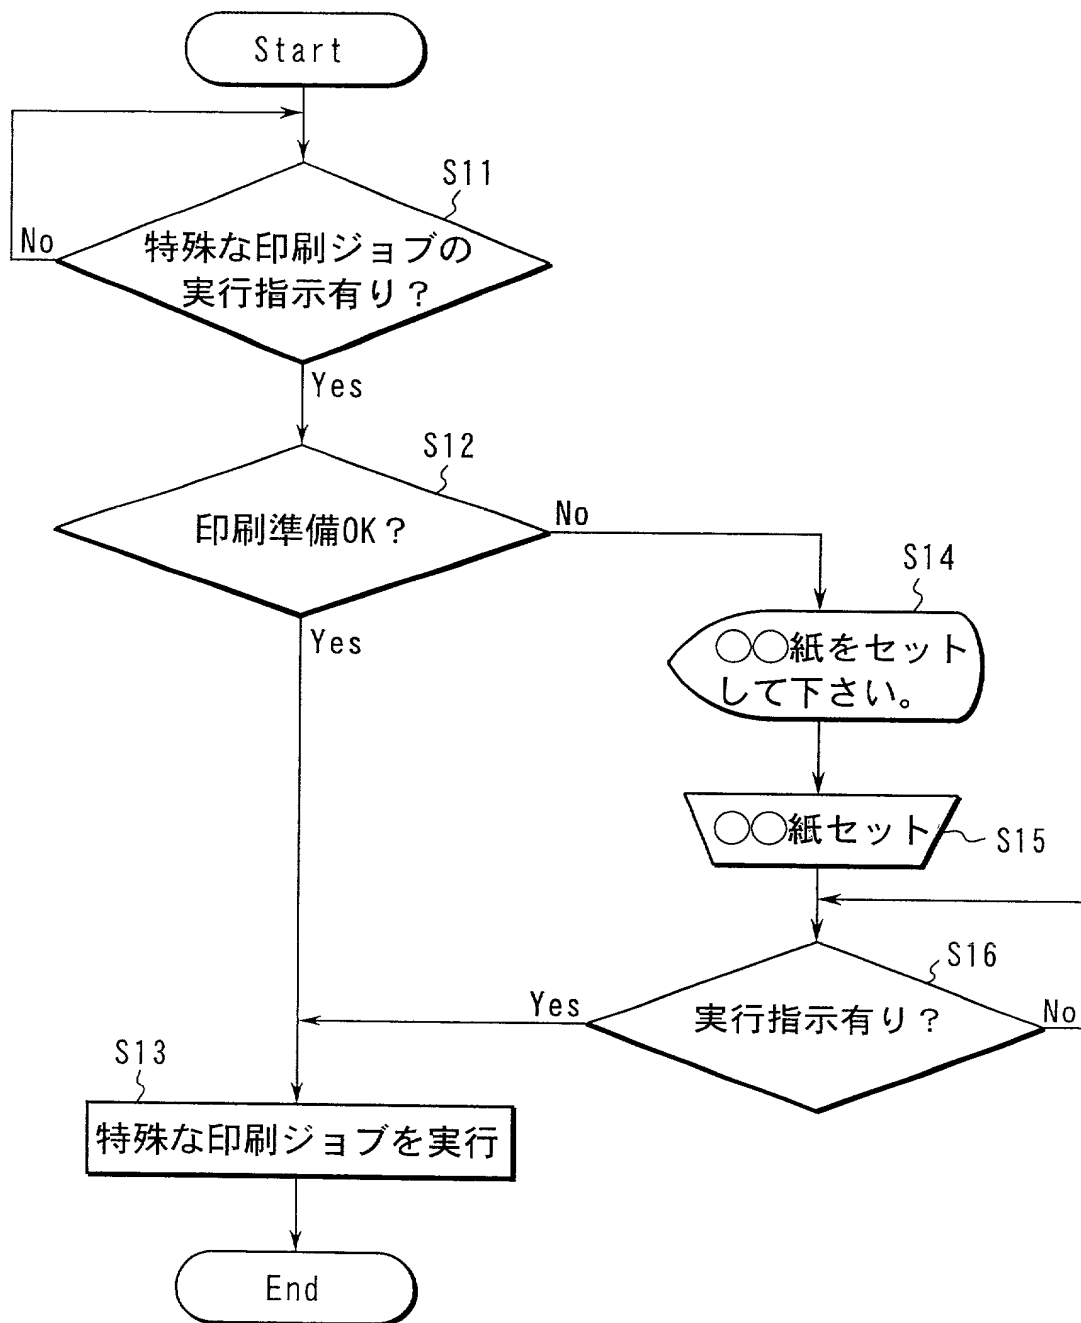 Start
S11
特殊な印刷ジョブの
実行指示有り？
No
Yes
S12
印刷準備OK？
No
Yes
S14
○○紙をセット
して下さい。
○○紙セット
S15
S16
実行指示有り？
Yes
No
S13
特殊な印刷ジョブを実行
End